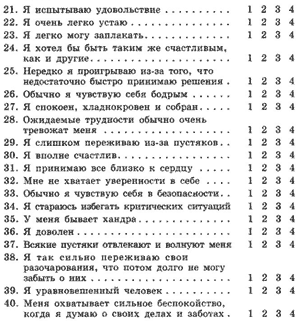 21. Я испытываю удовольствие . . . 1 2 3 4
22. Я очень легко устаю . . . . 1 2 3 4
23. Я легко могу заплакать . . . . 1 2 3 4
24. Я хотел бы быть таким же счастливым,
как и другие . . . . 1 2 3 4
25. Нередко я проигрываю из-за того, что
недостаточно быстро принимаю решения . 1 2 3 4
26. Обычно я чувствую себя бодрым . . 1 2 3 4
27. Я спокоен, хладнокровен и собран . . 1 2 3 4
28. Ожидаемые трудности обычно очень
тревожат меня . . . . 1 2 3 4
29. Я слишком переживаю из-за пустяков . 1 2 3 4
30. Я вполне счастлив . . . . 1 2 3 4
31. Я принимаю все близко к сердцу . . 1 2 3 4
32. Мне не хватает уверенности в себе . . 1 2 3 4
33. Обычно я чувствую себя в безопасности . . 1 2 3 4
34. Я стараюсь избегать критических ситуаций 1 2 3 4
35. У меня бывает хандра . . . . 1 2 3 4
36. Я доволен . . . . 1 2 3 4
37. Всякие пустяки отвлекают и волнуют меня 1 2 3 4
38. Я так сильно переживаю свои
разочарования, что потом долго не могу
забыть о них . . . . 1 2 3 4
39. Я уравновешенный человек . . . . 1 2 3 4
40. Меня охватывает сильное беспокойство,
когда я думаю о своих делах и заботах . 1 2 3 4